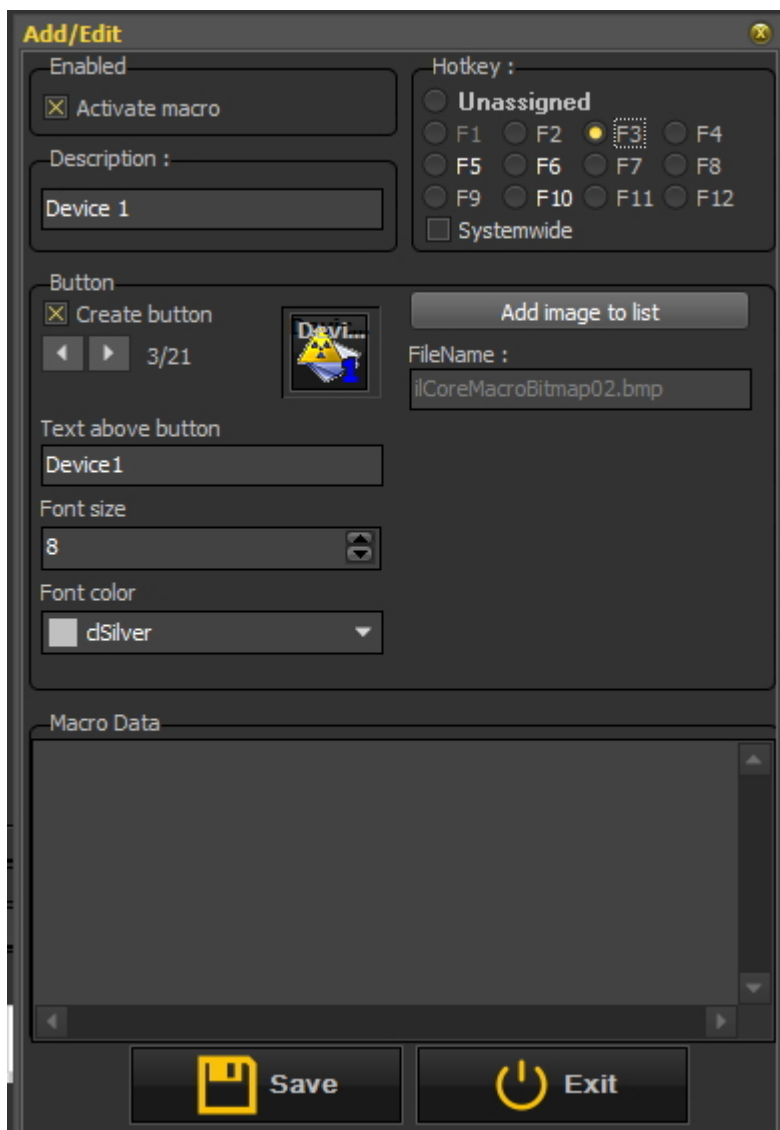 Add/Edit
Enabled
Activate macro
Description :
Device 1
Hotkey :
Unassigned
F1 F2 F3 F4
F5 F6 F7 F8
F9 F10 F11 F12
Systemwide
Button
Create button
3/21
Devi...
1
Add image to list
FileName :
ilCoreMacroBitmap02.bmp
Text above button
Device1
Font size
8
Font color
clSilver
Macro Data
Save
Exit